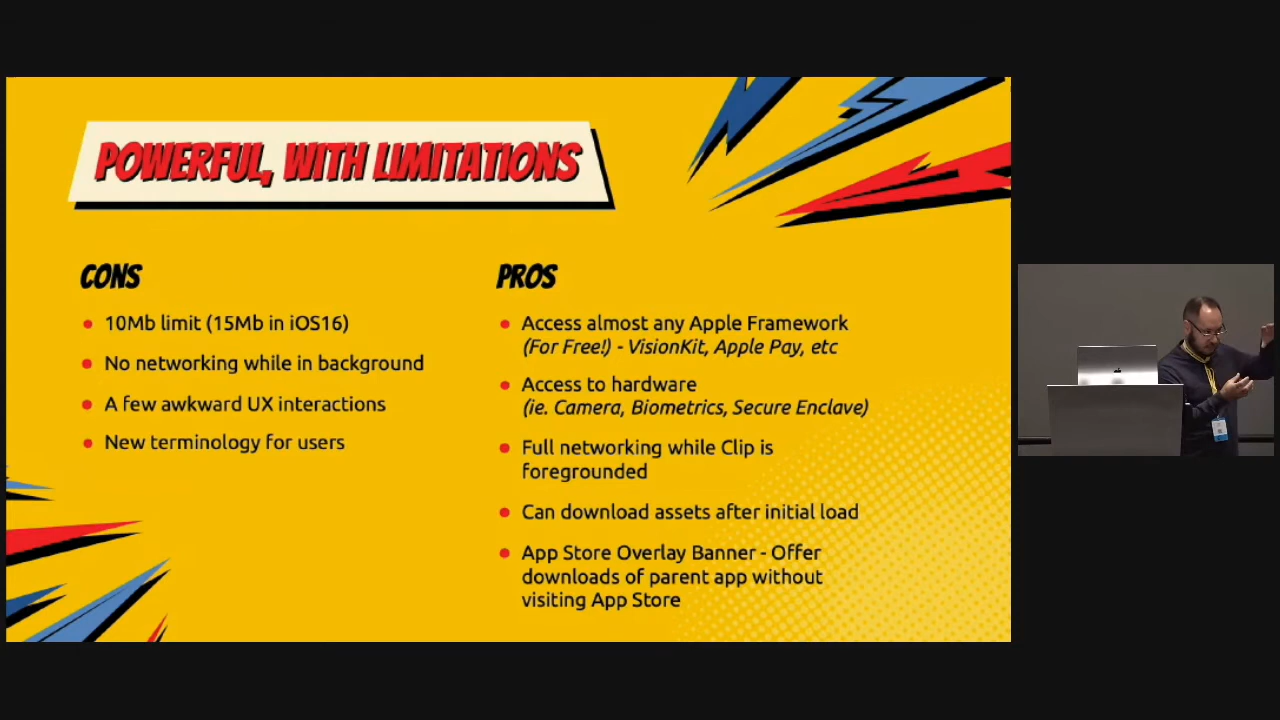 POWERFUL, WITH LIMITATIONS
CONS
10Mb limit (15Mb in iOS16)
No networking while in background
A few awkward UX interactions
New terminology for users
PROS
Access almost any Apple Framework
(For Free!) - VisionKit, Apple Pay, etc
Access to hardware
(ie. Camera, Biometrics, Secure Enclave)
Full networking while Clip is
foregrounded
Can download assets after initial load
App Store Overlay Banner - Offer
downloads of parent app without
visiting App Store